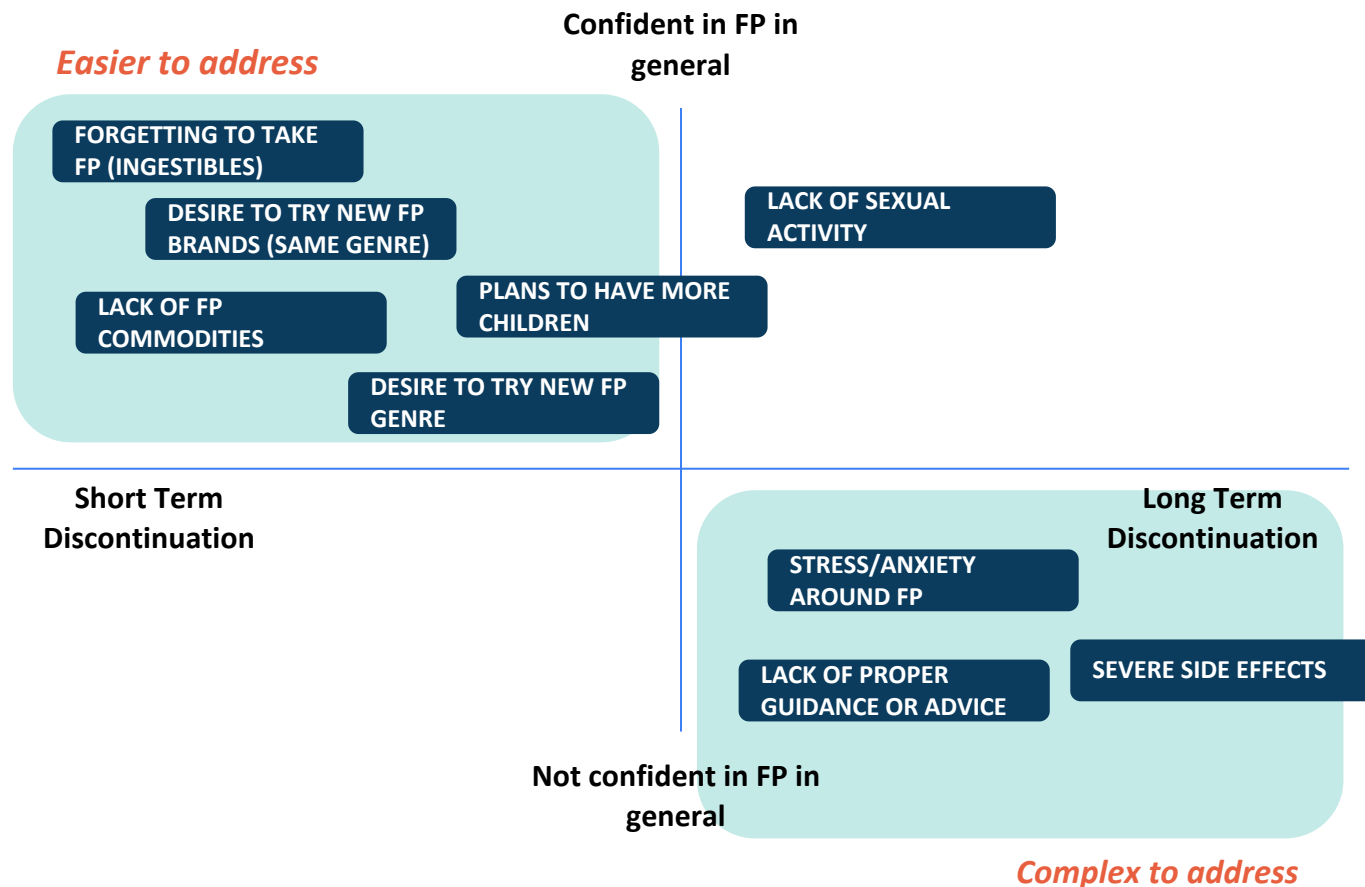 Confident in FP in
general
Easier to address
FORGETTING TO TAKE
FP (INGESTIBLES)
DESIRE TO TRY NEW FP
BRANDS (SAME GENRE)
LACK OF SEXUAL
ACTIVITY
PLANS TO HAVE MORE
CHILDREN
LACK OF FP
COMMODITIES
DESIRE TO TRY NEW FP
GENRE
Short Term
Discontinuation
Long Term
Discontinuation
STRESS/ANXIETY
AROUND FP
SEVERE SIDE EFFECTS
LACK OF PROPER
GUIDANCE OR ADVICE
Not confident in FP in
general
Complex to address